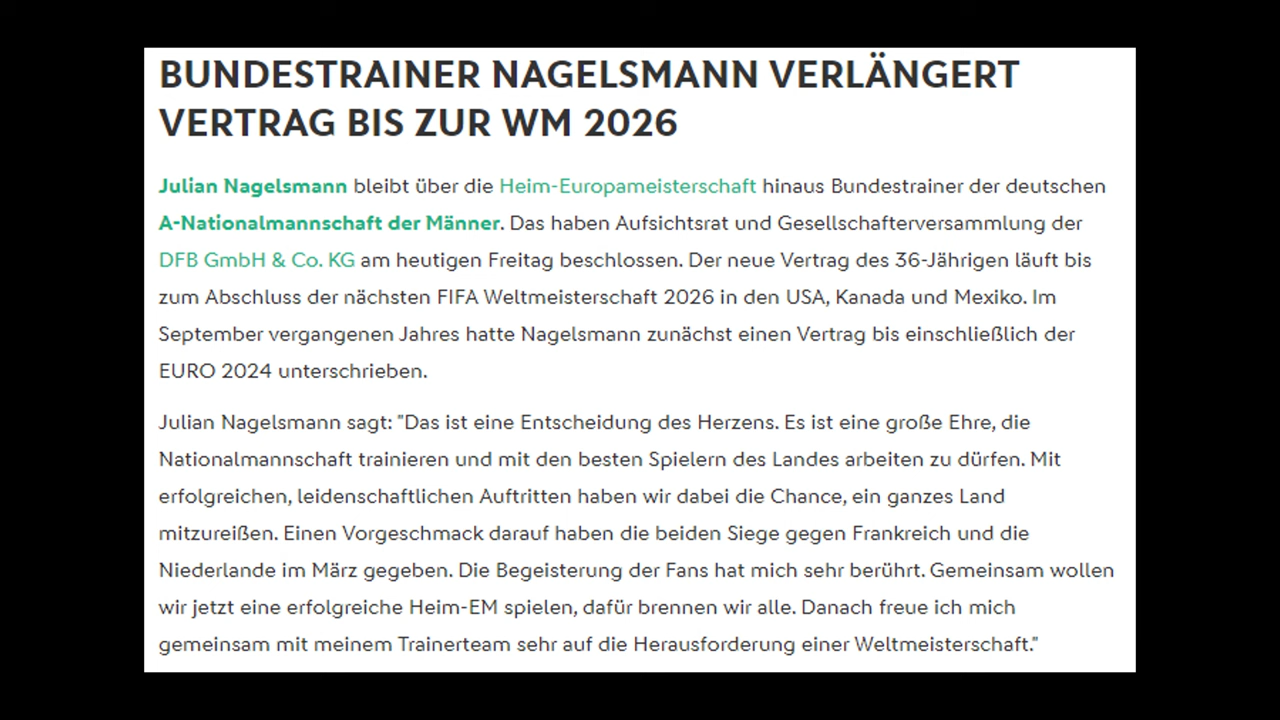 BUNDESTRAINER NAGELSMANN VERLÄNGERT
VERTRAG BIS ZUR WM 2026
Julian Nagelsmann bleibt über die Heim-Europameisterschaft hinaus Bundestrainer der deutschen
A-Nationalmannschaft der Männer. Das haben Aufsichtsrat und Gesellschafterversammlung der
DFB GmbH & Co. KG am heutigen Freitag beschlossen. Der neue Vertrag des 36-Jährigen läuft bis
zum Abschluss der nächsten FIFA Weltmeisterschaft 2026 in den USA, Kanada und Mexiko. Im
September vergangenen Jahres hatte Nagelsmann zunächst einen Vertrag bis einschließlich der
EURO 2024 unterschrieben.
Julian Nagelsmann sagt: "Das ist eine Entscheidung des Herzens. Es ist eine große Ehre, die
Nationalmannschaft trainieren und mit den besten Spielern des Landes arbeiten zu dürfen. Mit
erfolgreichen, leidenschaftlichen Auftritten haben wir dabei die Chance, ein ganzes Land
mitzureißen. Einen Vorgeschmack darauf haben die beiden Siege gegen Frankreich und die
Niederlande im März gegeben. Die Begeisterung der Fans hat mich sehr berührt. Gemeinsam wollen
wir jetzt eine erfolgreiche Heim-EM spielen, dafür brennen wir alle. Danach freue ich mich
gemeinsam mit meinem Trainerteam sehr auf die Herausforderung einer Weltmeisterschaft."